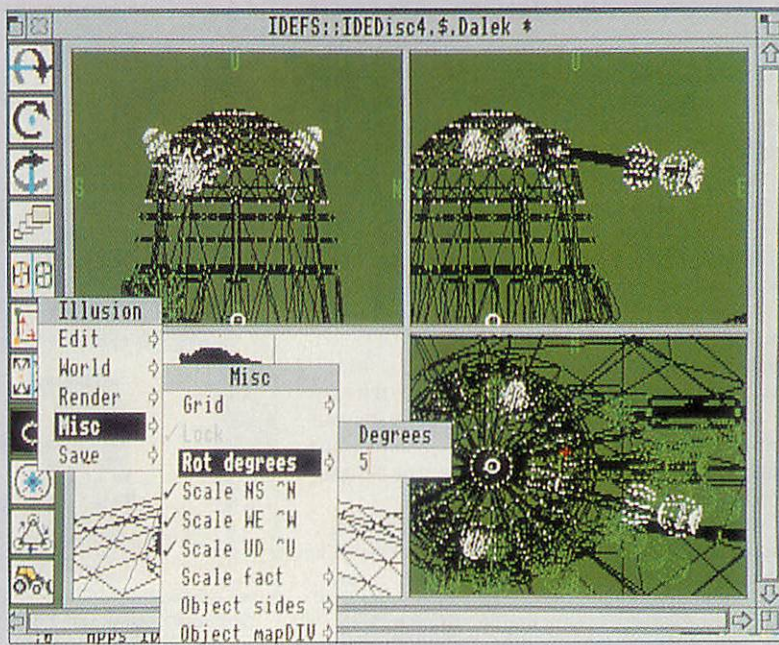 IDEFS::IDEDisc4.$.Dalek *
U
U
S
N
E
Illusion
Edit
World
Render
Misc
Save
Misc
Grid
✓Lock
Rot degrees
✓Scale NS ^N
✓Scale WE ^W
✓Scale UD ^U
Scale fact
Object sides
Object mapDIV
Degrees
5